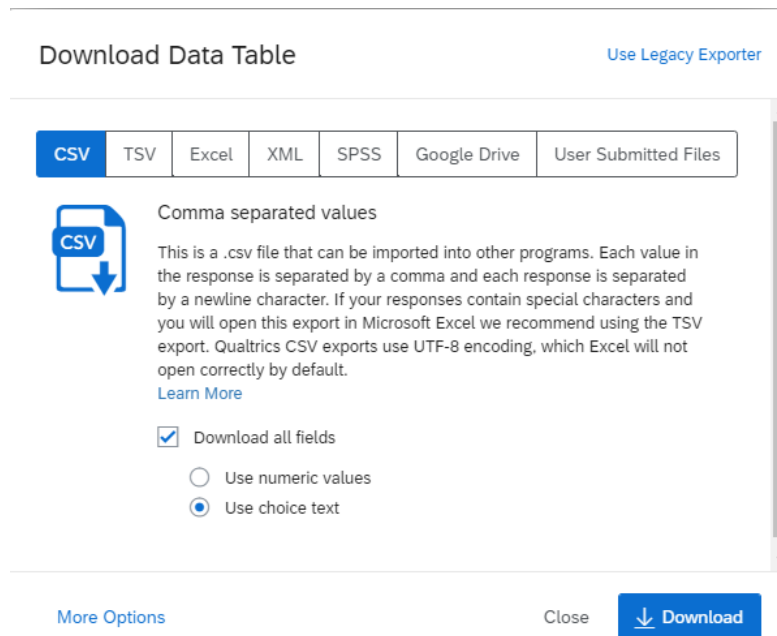 Download Data Table
Use Legacy Exporter
CSV
TSV
Excel
XML
SPSS
Google Drive
User Submitted Files
CSV
Comma separated values
This is a .csv file that can be imported into other programs. Each value in
the response is separated by a comma and each response is separated
by a newline character. If your responses contain special characters and
you will open this export in Microsoft Excel we recommend using the TSV
export. Qualtrics CSV exports use UTF-8 encoding, which Excel will not
open correctly by default.
Learn More
Download all fields
Use numeric values
Use choice text
More Options
Close
Download